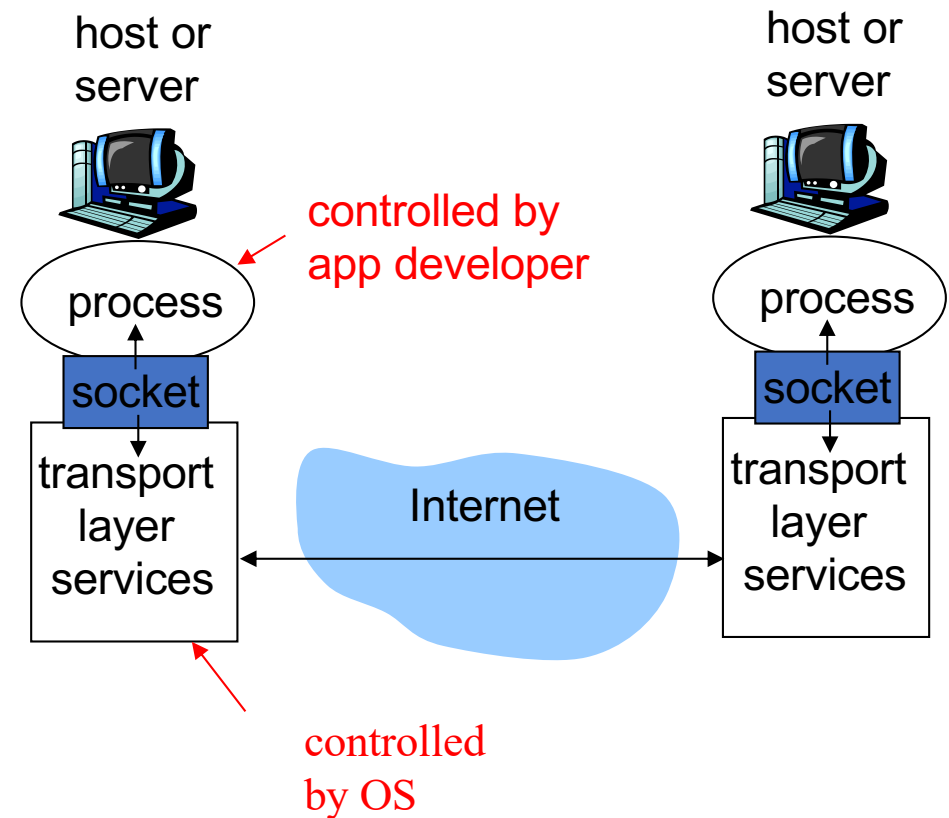 host or
server
host or
server
controlled by
app developer
process
process
socket
socket
transport
layer
services
Internet
transport
layer
services
controlled
by OS